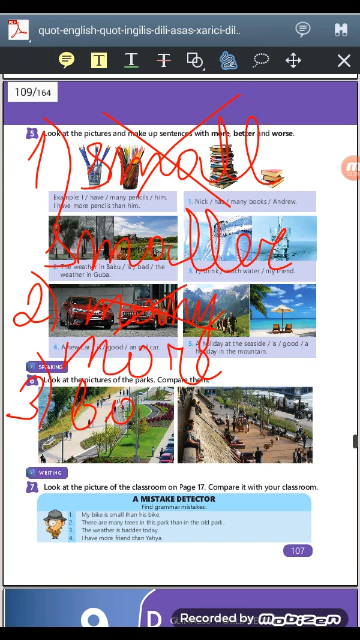 quot-english-quot-ingilis-dili-asas-xarici-dil..
109/164
5 Look at the pictures and make up sentences with more, better and worse.
Example: I / have / many pencils / him.
I have more pencils than him.
1. Nick / has / many books / Andrew.
2. The weather in Baku / is / bad / the
weather in Guba.
3. I / drink / much water / my friend.
4. A new car / is / good / an old car.
5. A holiday at the seaside / is / good / a
holiday in the mountain.
1) small
smaller
2) many
more
3) bo
SPEAKING
6 Look at the pictures of the parks. Compare them.
WRITING
7 Look at the picture of the classroom on Page 17. Compare it with your classroom.
A MISTAKE DETECTOR
Find grammar mistakes:
1. My bike is small than his bike.
2. There are many trees in this park than in the old park.
3. The weather is badder today.
4. I have more friend than Yahya.
107
Recorded by mobizen